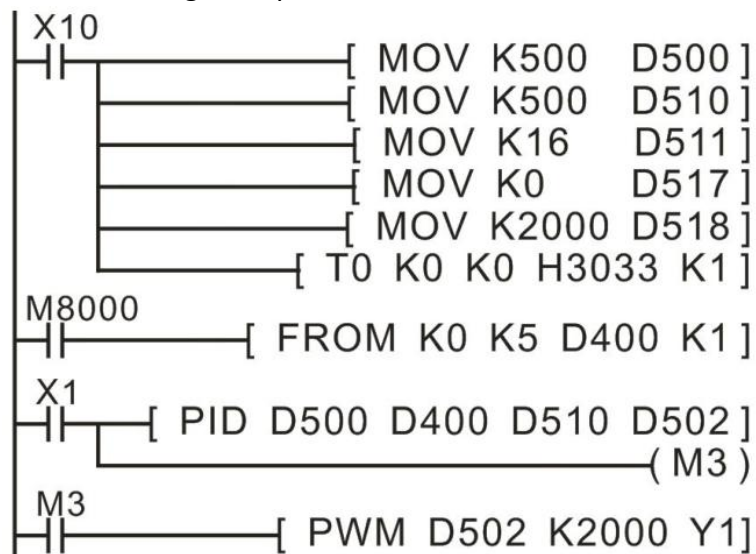 X10
[ MOV K500 D500 ]
[ MOV K500 D510 ]
[ MOV K16 D511 ]
[ MOV K0 D517 ]
[ MOV K2000 D518 ]
[ T0 K0 K0 H3033 K1 ]
M8000
[ FROM K0 K5 D400 K1 ]
X1
[ PID D500 D400 D510 D502 ]
( M3 )
M3
[ PWM D502 K2000 Y1 ]